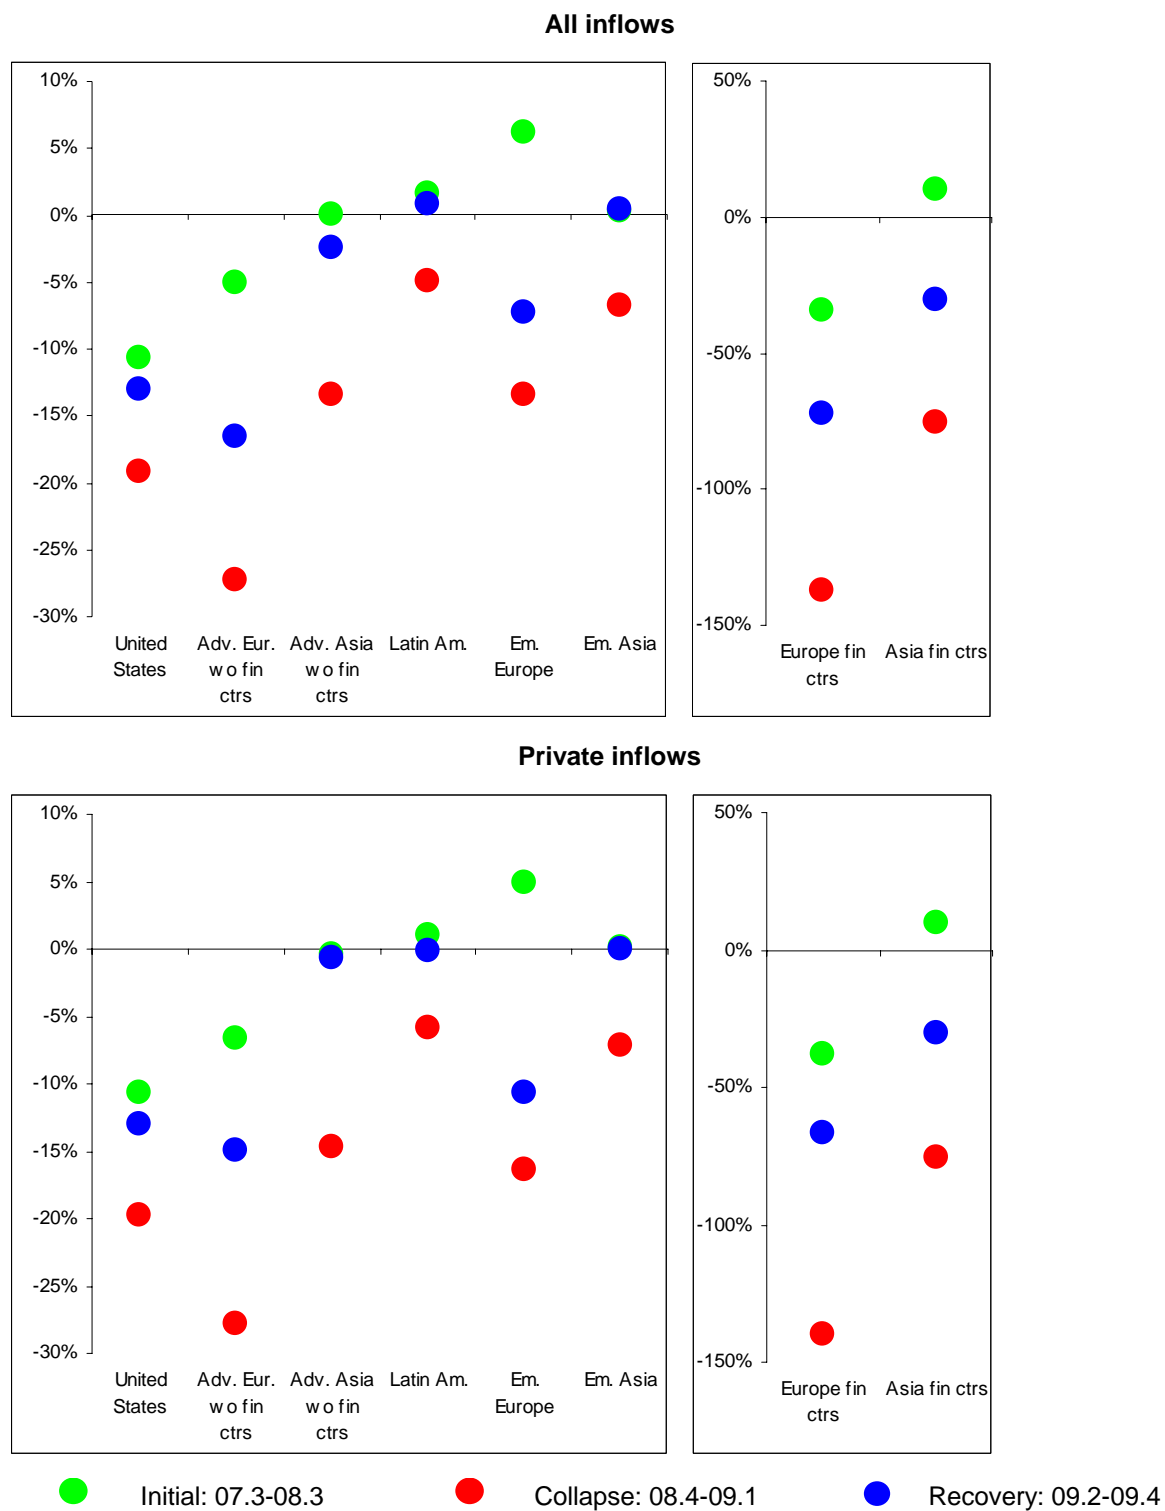 All inflows
10%
5%
0%
-5%
-10%
-15%
-20%
-25%
-30%
United States
Adv. Eur. w o fin ctrs
Adv. Asia w o fin ctrs
Latin Am.
Em. Europe
Em. Asia
50%
0%
-50%
-100%
-150%
Europe fin ctrs
Asia fin ctrs
Private inflows
10%
5%
0%
-5%
-10%
-15%
-20%
-25%
-30%
United States
Adv. Eur. w o fin ctrs
Adv. Asia w o fin ctrs
Latin Am.
Em. Europe
Em. Asia
50%
0%
-50%
-100%
-150%
Europe fin ctrs
Asia fin ctrs
Initial: 07.3-08.3
Collapse: 08.4-09.1
Recovery: 09.2-09.4